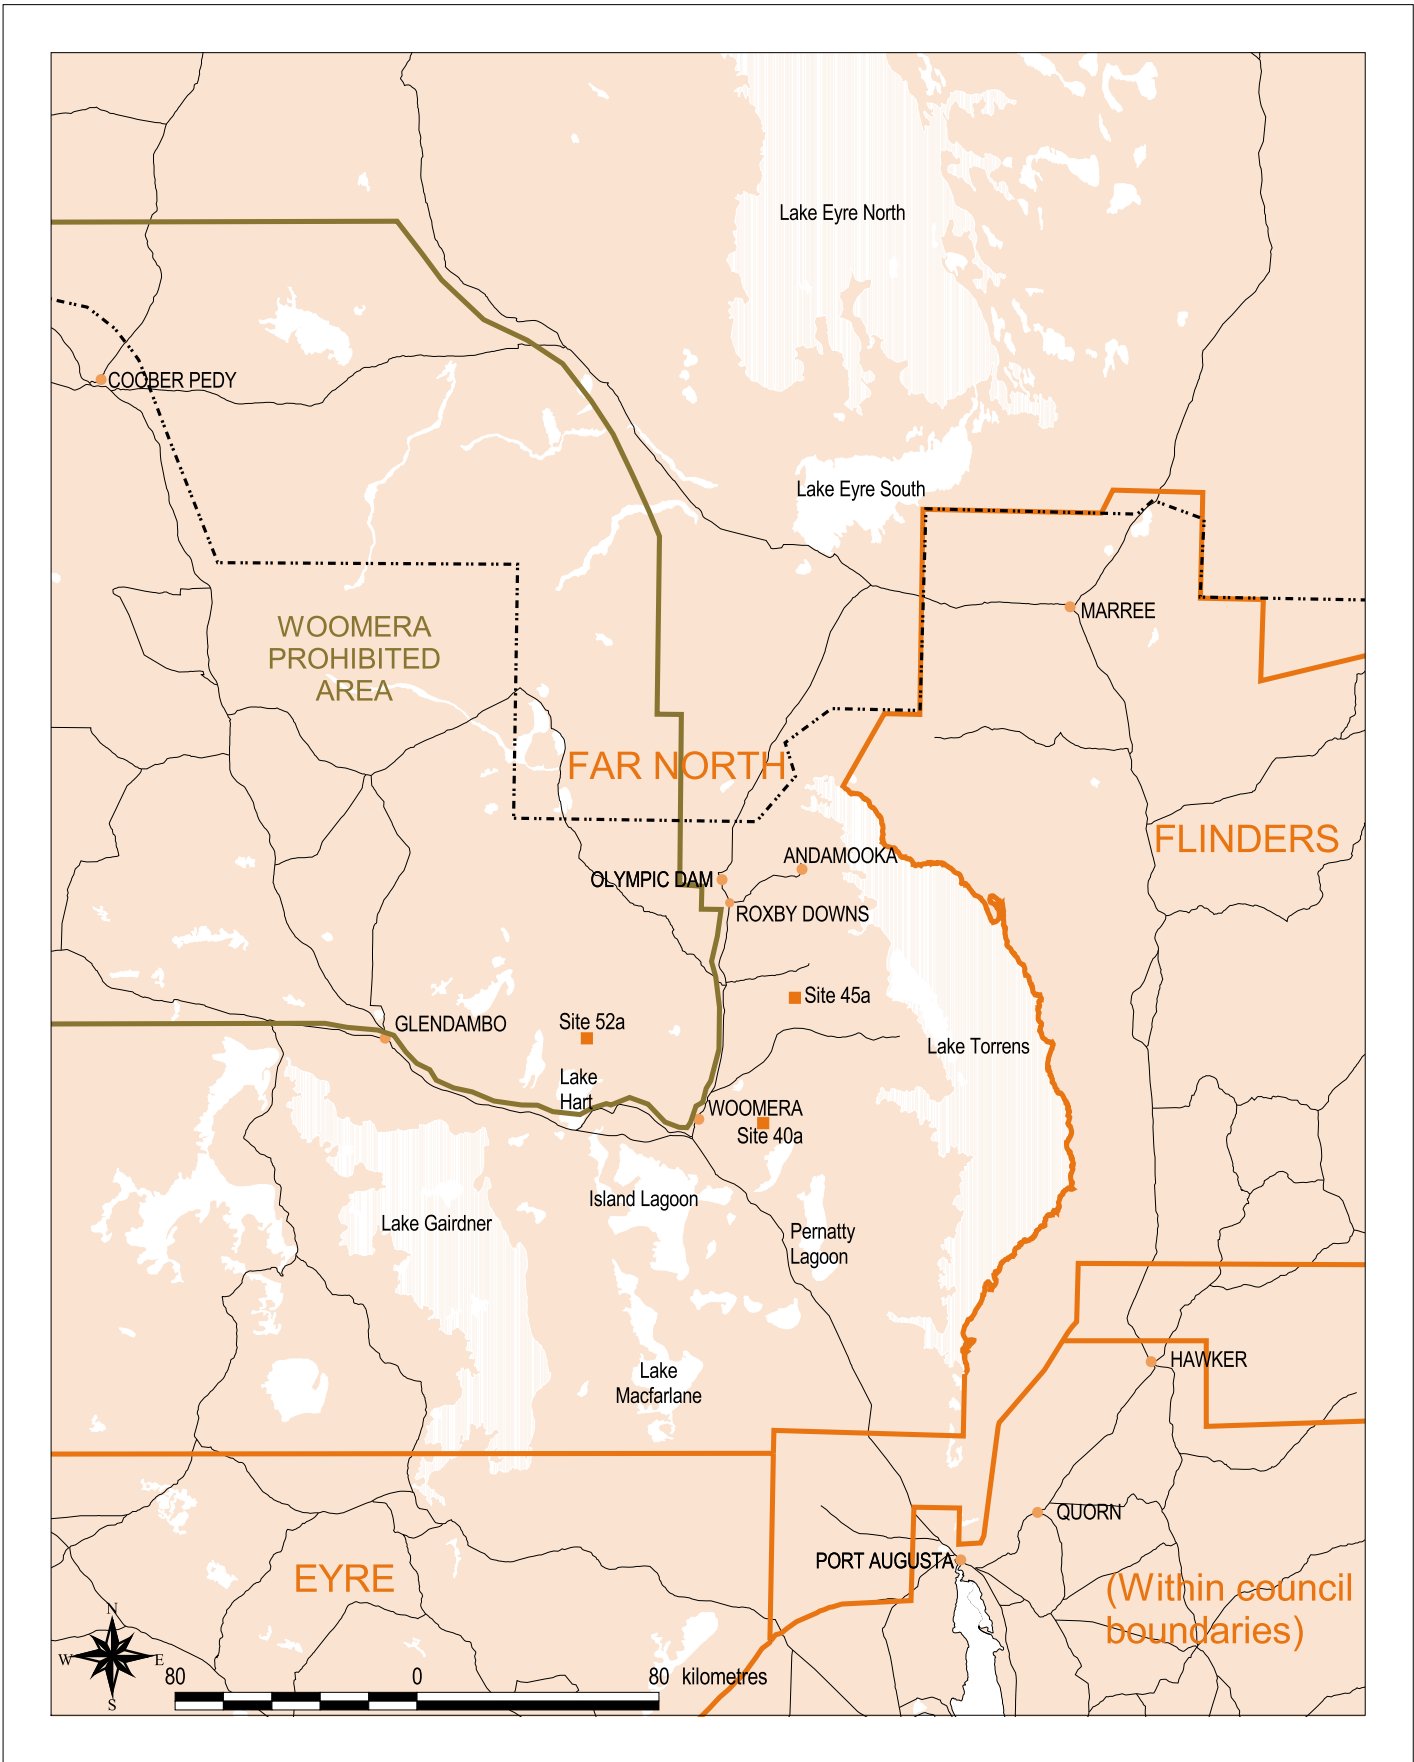 Lake Eyre North
COOBER PEDY
Lake Eyre South
MARREE
WOOMERA
PROHIBITED
AREA
FAR NORTH
FLINDERS
ANDAMOOKA
OLYMPIC DAM
ROXBY DOWNS
Site 45a
GLENDAMBO
Site 52a
Lake Torrens
Lake
Hart
WOOMERA
Site 40a
Island Lagoon
Lake Gairdner
Pernatty
Lagoon
HAWKER
Lake
Macfarlane
QUORN
PORT AUGUSTA
EYRE
(Within council
boundaries)
N
W
E
S
80
0
80 kilometres